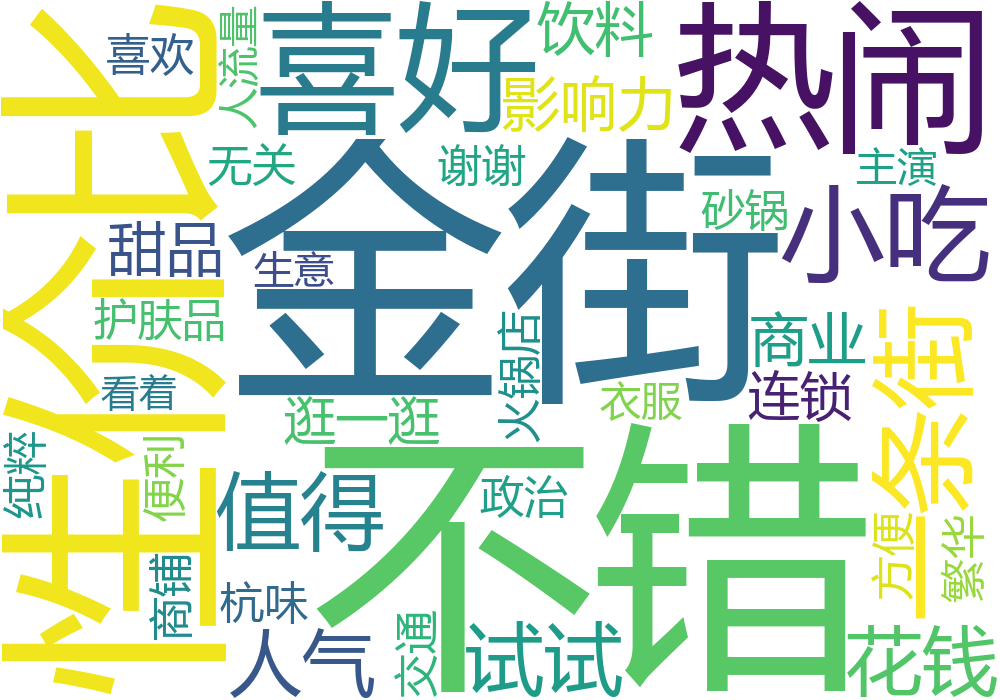 性价比
喜欢
人流量
喜好
饮料
影响力
热闹
无关
谢谢
主演
金街
砂锅
小吃
甜品
生意
护肤品
火锅店
商业
一条街
看着
逛一逛
衣服
连锁
纯粹
便利
不错
值得
政治
方便
繁华
商铺
杭味
人气
交通
试试
花钱